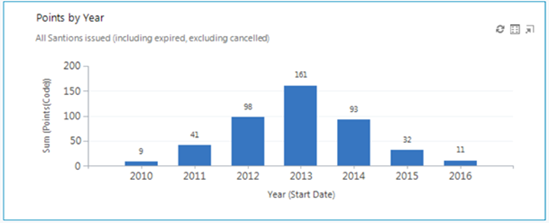 Points by Year
All Santions issued (including expired, excluding cancelled)
Sum (Points(Code))
200
150
100
50
0
9
41
98
161
93
32
11
2010 2011 2012 2013 2014 2015 2016
Year (Start Date)